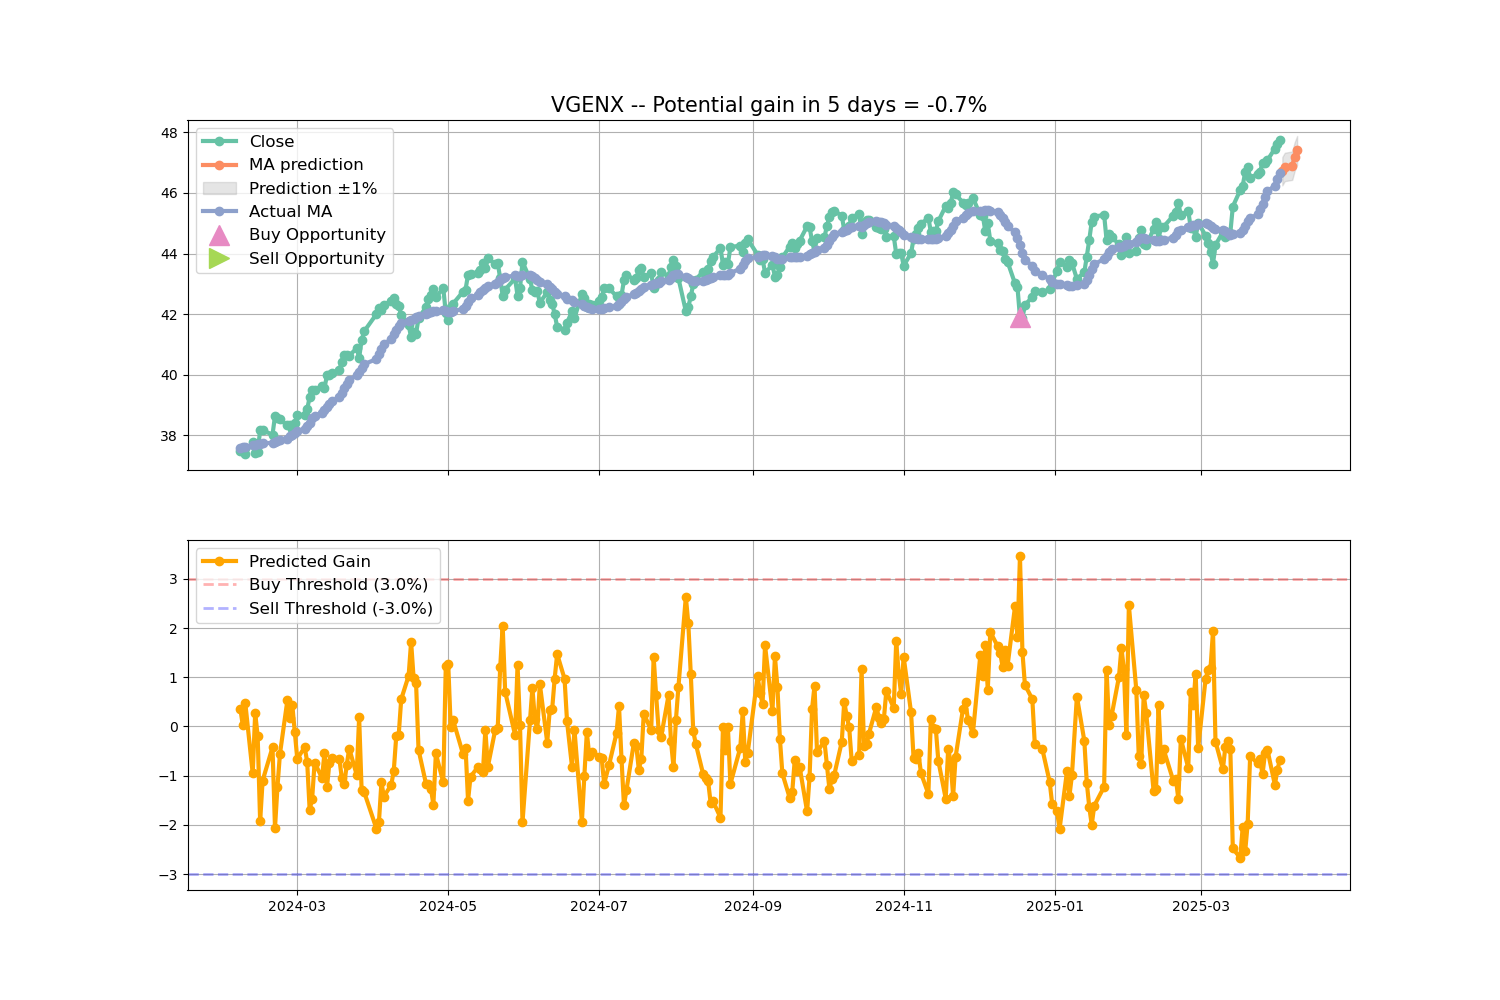 VGENX -- Potential gain in 5 days = -0.7%
48
46
44
42
40
38
Close
MA prediction
Prediction ±1%
Actual MA
Buy Opportunity
Sell Opportunity
3
2
1
0
−1
−2
−3
Predicted Gain
Buy Threshold (3.0%)
Sell Threshold (-3.0%)
2024-03 2024-05 2024-07 2024-09 2024-11 2025-01 2025-03